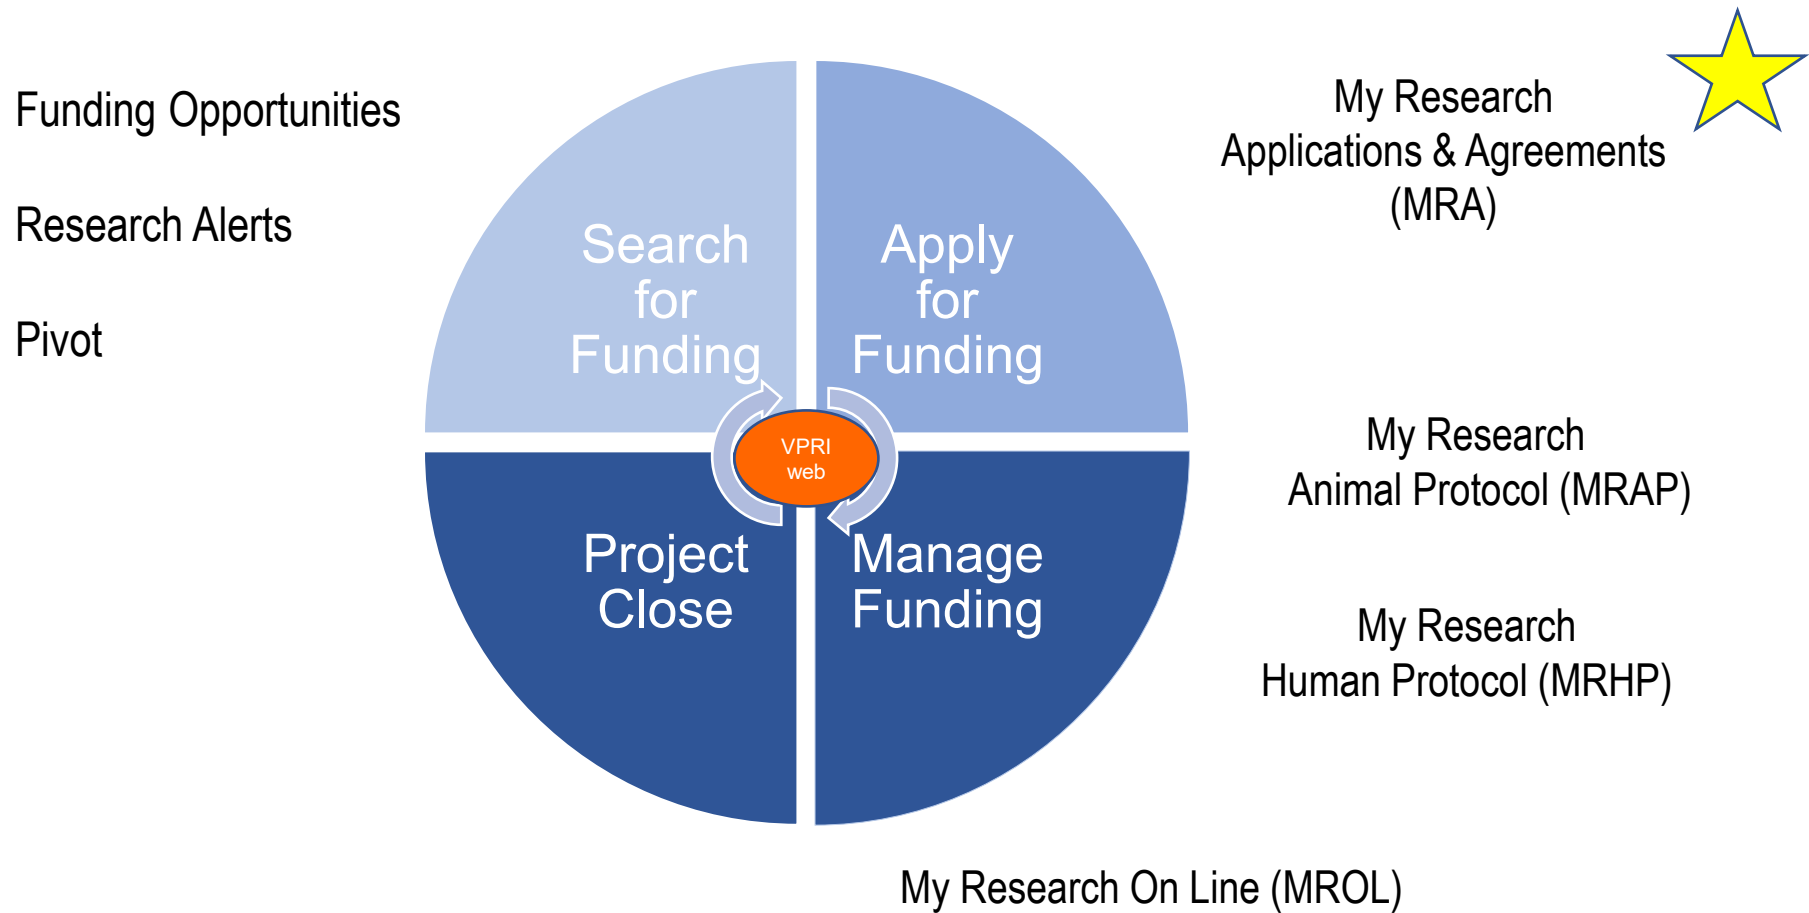 Funding Opportunities
Research Alerts
Pivot
Search
for
Funding
Apply
for
Funding
VPRI
web
Project
Close
Manage
Funding
My Research
Applications & Agreements
(MRA)
My Research
Animal Protocol (MRAP)
My Research
Human Protocol (MRHP)
My Research On Line (MROL)